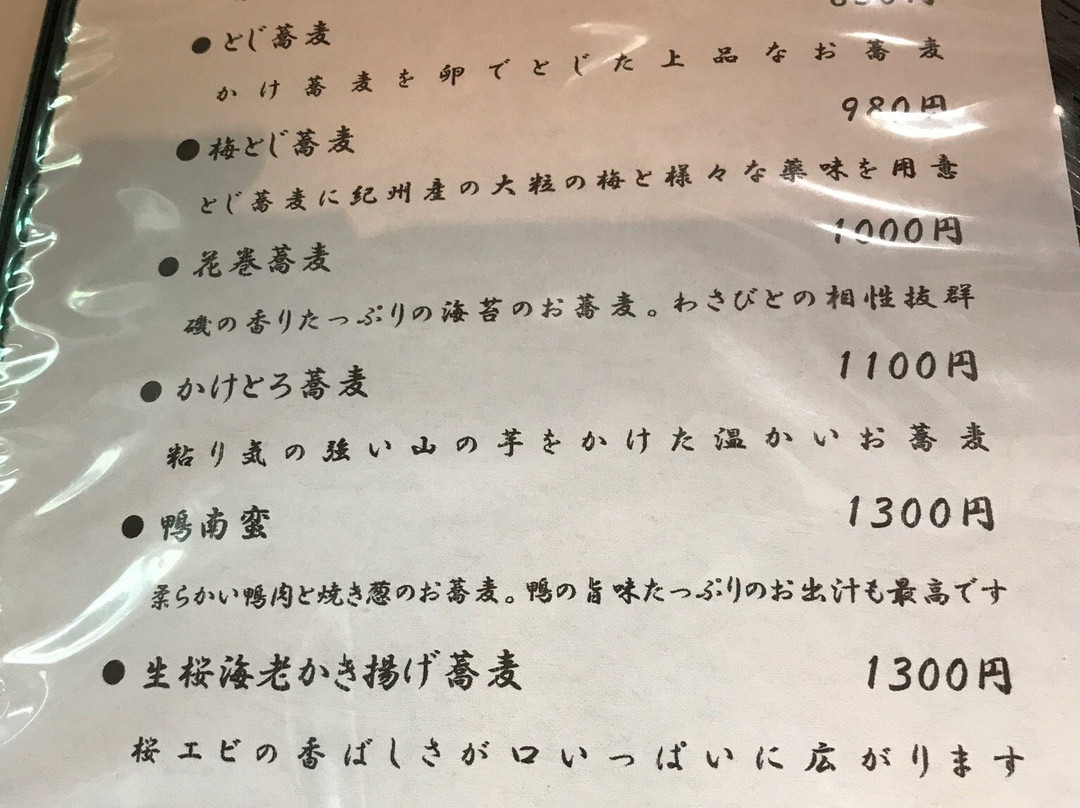 ● とじ蕎麦
かけ蕎麦を卵でとじた上品なお蕎麦
● 梅とじ蕎麦 980円
とじ蕎麦に紀州産の大粒の梅と様々な薬味を用意
● 花巻蕎麦 1000円
磯の香りたっぷりの海苔のお蕎麦。わさびとの相性抜群
● かけとろ蕎麦 1100円
粘り気の強い山の芋をかけた温かいお蕎麦
● 鴨南蛮 1300円
柔らかい鴨肉と焼き葱のお蕎麦。鴨の旨味たっぷりのお出汁も最高です
● 生桜海老かき揚げ蕎麦 1300円
桜エビの香ばしさが口いっぱいに広がります